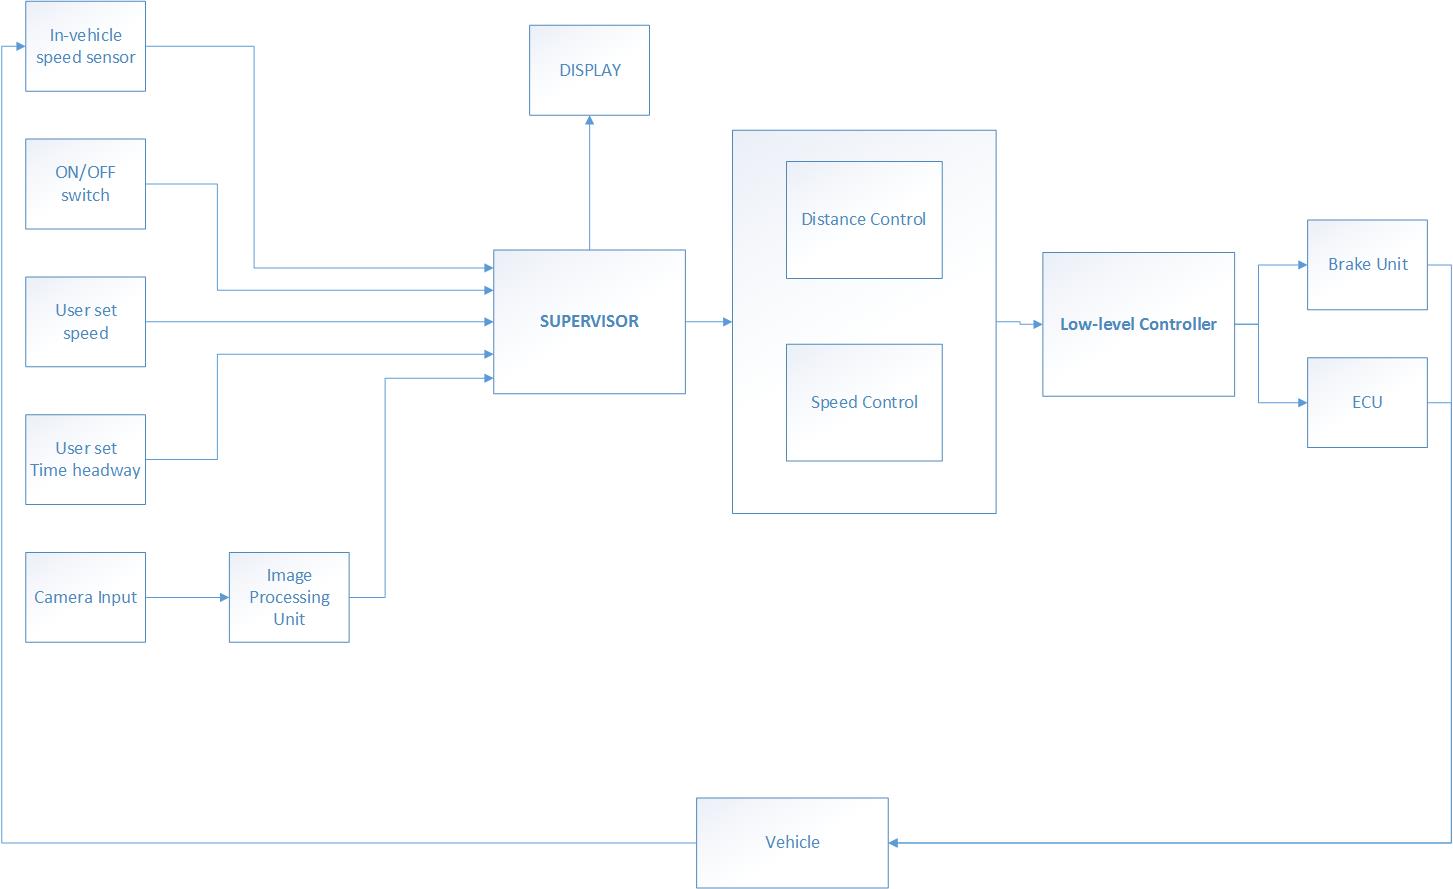 In-vehicle
speed sensor
DISPLAY
ON/OFF
switch
Distance Control
User set
speed
SUPERVISOR
Low-level Controller
Brake Unit
Speed Control
ECU
User set
Time headway
Camera Input
Image
Processing
Unit
Vehicle